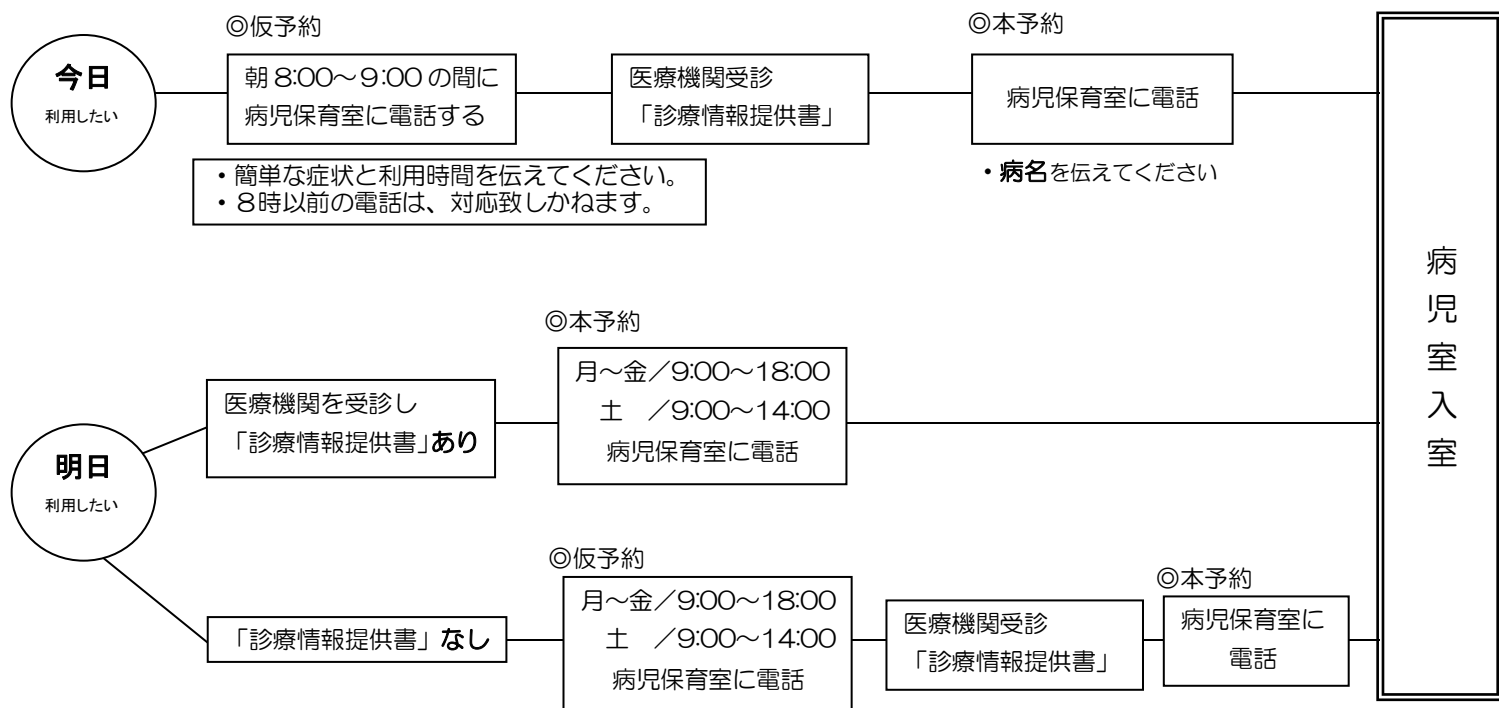 ◎仮予約
◎本予約
今日
利用したい
朝8:00～9:00の間に
病児保育室に電話する
医療機関受診
「診療情報提供書」
病児保育室に電話
・簡単な症状と利用時間を伝えてください。
・8時以前の電話は、対応致しかねます。
・病名を伝えてください
◎本予約
医療機関を受診し
「診療情報提供書」あり
月～金／9:00～18:00
土　／9:00～14:00
病児保育室に電話
明日
利用したい
◎仮予約
◎本予約
「診療情報提供書」なし
月～金／9:00～18:00
土　／9:00～14:00
病児保育室に電話
医療機関受診
「診療情報提供書」
病児保育室に
電話
病児室入室